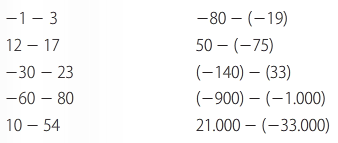 −1 − 3
12 − 17
−30 − 23
−60 − 80
10 − 54
−80 − (−19)
50 − (−75)
(−140) − (33)
(−900) − (−1.000)
21.000 − (−33.000)